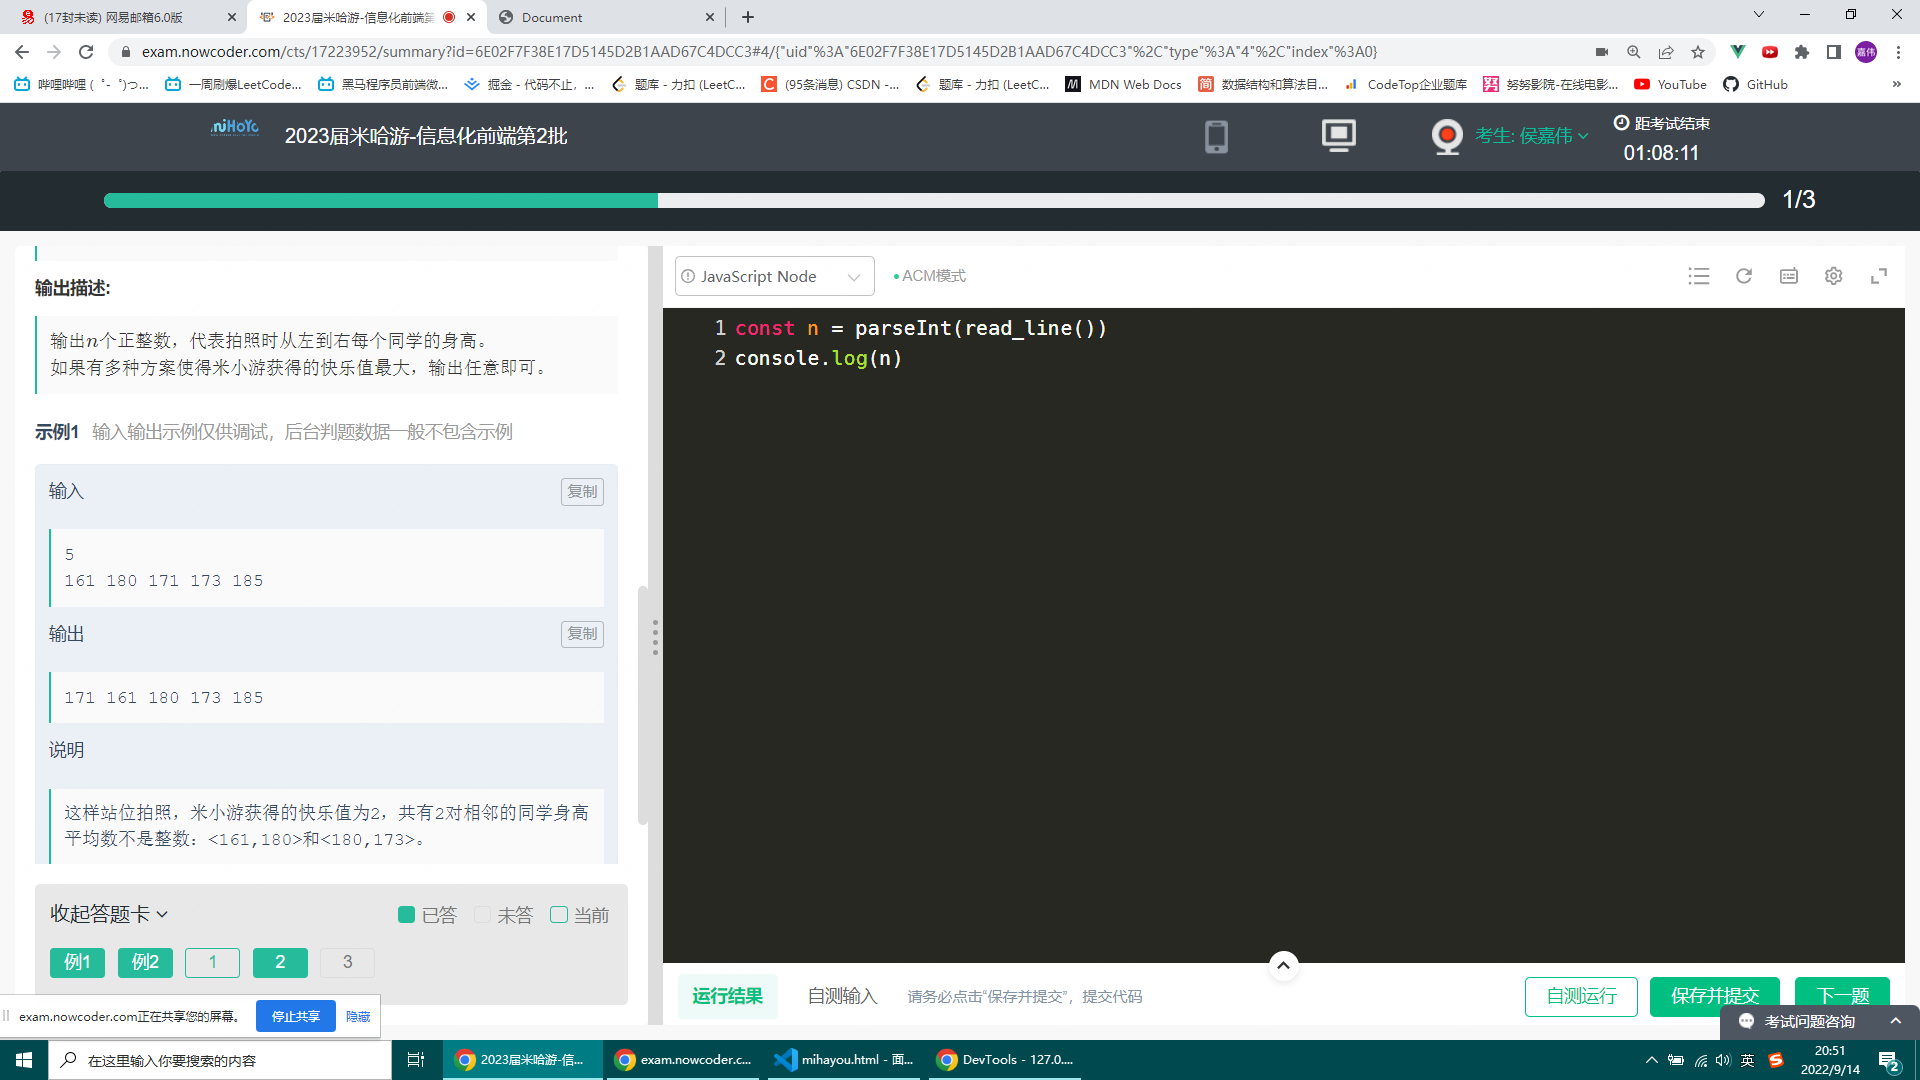 (17封未读) 网易邮箱6.0版
2023届米哈游-信息化前端第
Document
exam.nowcoder.com/cts/17223952/summary?id=6E02F7F38E17D5145D2B1AAD67C4DCC3#4/{"uid"%3A"6E02F7F38E17D5145D2B1AAD67C4DCC3"%2C"type"%3A"4"%2C"index"%3A0}
嘉伟
哔哩哔哩 (゜-゜)つ...
一周刷爆LeetCode...
黑马程序员前端微...
掘金 - 代码不止，...
题库 - 力扣 (LeetC...
(95条消息) CSDN -...
题库 - 力扣 (LeetC...
MDN Web Docs
数据结构和算法目...
CodeTop企业题库
努努影院-在线电影...
YouTube
GitHub
»
miHoYo
2023届米哈游-信息化前端第2批
考生: 侯嘉伟
距考试结束
01:08:11
1/3
输出描述:
输出n个正整数，代表拍照时从左到右每个同学的身高。
如果有多种方案使得米小游获得的快乐值最大，输出任意即可。
示例1 输入输出示例仅供调试，后台判题数据一般不包含示例
输入
复制
5
161 180 171 173 185
输出
复制
171 161 180 173 185
说明
这样站位拍照，米小游获得的快乐值为2，共有2对相邻的同学身高
平均数不是整数：<161,180>和<180,173>。
收起答题卡
已答 未答 当前
例1 例2 1 2 3
JavaScript Node
ACM模式
1 const n = parseInt(read_line())
2 console.log(n)
运行结果
自测输入
请务必点击“保存并提交”，提交代码
自测运行
保存并提交
下一题
考试问题咨询
exam.nowcoder.com正在共享您的屏幕。
停止共享
隐藏
在这里输入你要搜索的内容
2023届米哈游-信...
exam.nowcoder.c...
mihayou.html - 面...
DevTools - 127.0....
英
20:51
2022/9/14
2